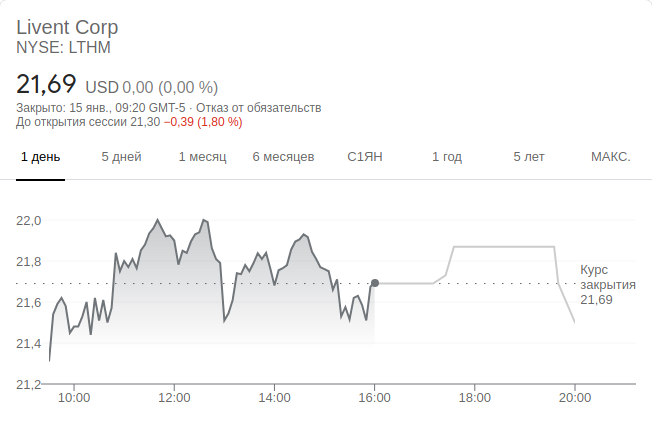 Livent Corp
NYSE: LTHM
21,69 USD 0,00 (0,00 %)
Закрыто: 15 янв., 09:20 GMT-5 · Отказ от обязательств
До открытия сессии 21,30 −0,39 (1,80 %)
1 день 5 дней 1 месяц 6 месяцев С1ЯН 1 год 5 лет МАКС.
22,0
21,8
21,6
21,4
21,2
Курс
закрытия
21,69
10:00 12:00 14:00 16:00 18:00 20:00